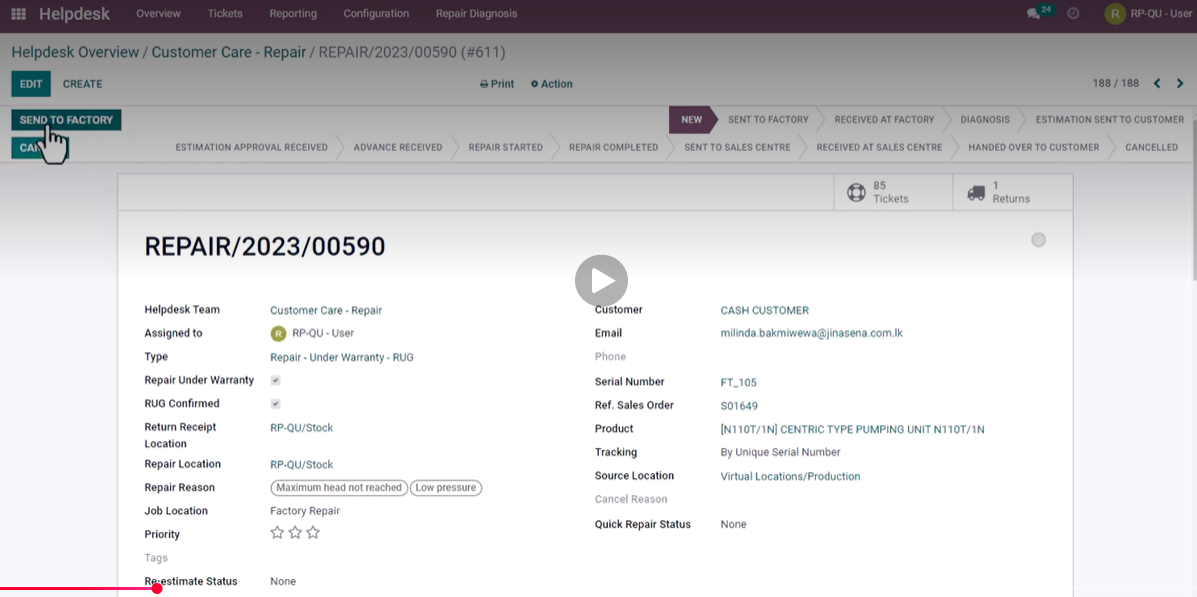 Helpdesk Overview Tickets Reporting Configuration Repair Diagnosis 24 R RP-QU - User
Helpdesk Overview / Customer Care - Repair / REPAIR/2023/00590 (#611)
EDIT CREATE Print Action 188 / 188
SEND TO FACTORY NEW SENT TO FACTORY RECEIVED AT FACTORY DIAGNOSIS ESTIMATION SENT TO CUSTOMER
ESTIMATION APPROVAL RECEIVED ADVANCE RECEIVED REPAIR STARTED REPAIR COMPLETED SENT TO SALES CENTRE RECEIVED AT SALES CENTRE HANDED OVER TO CUSTOMER CANCELLED
85 Tickets
1 Returns
REPAIR/2023/00590
Helpdesk Team Customer Care - Repair
Assigned to R RP-QU - User
Type Repair - Under Warranty - RUG
Repair Under Warranty
RUG Confirmed
Return Receipt Location RP-QU/Stock
Repair Location RP-QU/Stock
Repair Reason Maximum head not reached Low pressure
Job Location Factory Repair
Priority
Tags
Re-estimate Status None
Customer CASH CUSTOMER
Email milinda.bakmiwewa@jinasena.com.lk
Phone
Serial Number FT_105
Ref. Sales Order S01649
Product [N110T/1N] CENTRIC TYPE PUMPING UNIT N110T/1N
Tracking By Unique Serial Number
Source Location Virtual Locations/Production
Cancel Reason
Quick Repair Status None